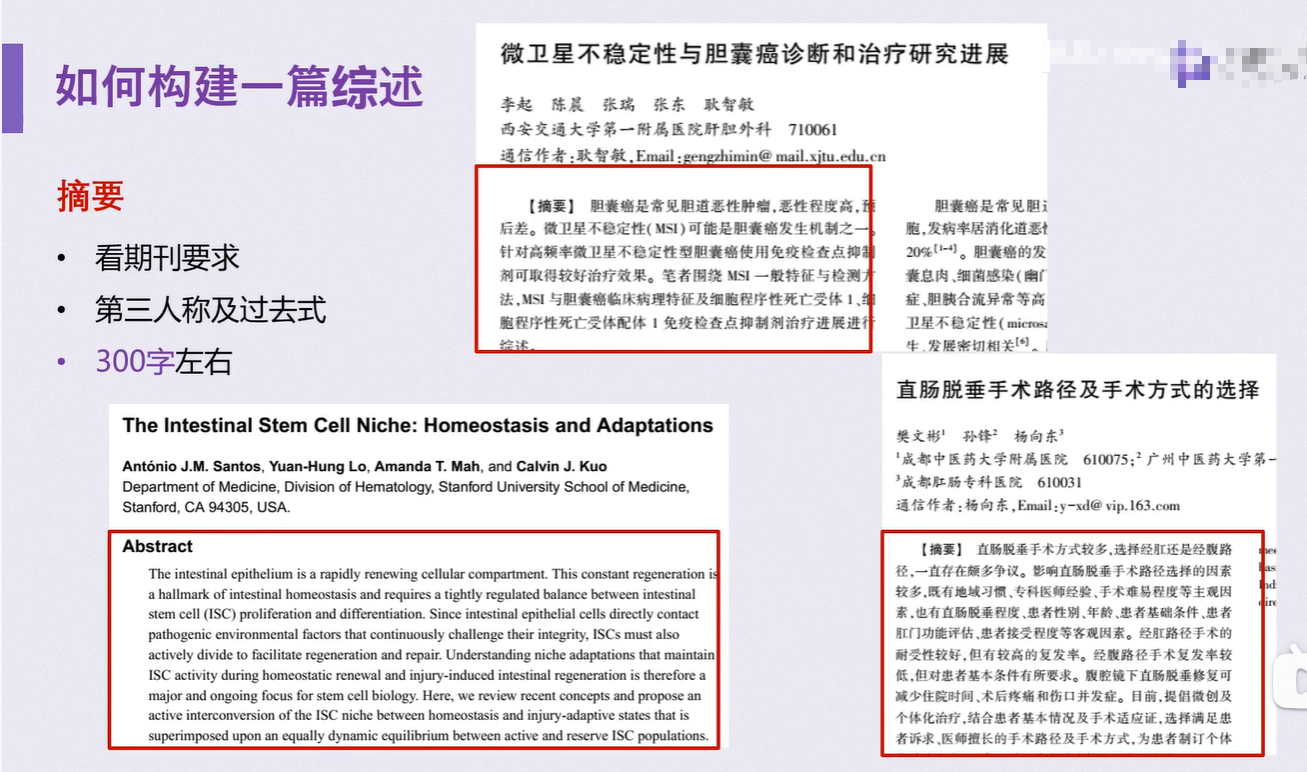 如何构建一篇综述
摘要
• 看期刊要求
• 第三人称及过去式
• 300字左右
微卫星不稳定性与胆囊癌诊断和治疗研究进展
李起 陈晨 张瑞 张东 耿智敏
西安交通大学第一附属医院肝胆外科 710061
通信作者:耿智敏,Email:gengzhimin@mail.xjtu.edu.cn
【摘要】 胆囊癌是常见胆道恶性肿瘤,恶性程度高,预
后差。微卫星不稳定性(MSI)可能是胆囊癌发生机制之一。
针对高频率微卫星不稳定性型胆囊癌使用免疫检查点抑制
剂可取得较好治疗效果。笔者围绕 MSI 一般特征与检测方
法,MSI 与胆囊癌临床病理特征及细胞程序性死亡受体 1、细
胞程序性死亡受体配体 1 免疫检查点抑制剂治疗进展进行
综述。
胆囊癌是常见胆道
胞,发病率居消化道恶性
20%[1-4]。胆囊癌的发
囊息肉、细菌感染(幽门
症、胆胰合流异常等高
卫星不稳定性(microsa
生、发展密切相关[6]。
The Intestinal Stem Cell Niche: Homeostasis and Adaptations
António J.M. Santos, Yuan-Hung Lo, Amanda T. Mah, and Calvin J. Kuo
Department of Medicine, Division of Hematology, Stanford University School of Medicine,
Stanford, CA 94305, USA.
Abstract
The intestinal epithelium is a rapidly renewing cellular compartment. This constant regeneration is
a hallmark of intestinal homeostasis and requires a tightly regulated balance between intestinal
stem cell (ISC) proliferation and differentiation. Since intestinal epithelial cells directly contact
pathogenic environmental factors that continuously challenge their integrity, ISCs must also
actively divide to facilitate regeneration and repair. Understanding niche adaptations that maintain
ISC activity during homeostatic renewal and injury-induced intestinal regeneration is therefore a
major and ongoing focus for stem cell biology. Here, we review recent concepts and propose an
active interconversion of the ISC niche between homeostasis and injury-adaptive states that is
superimposed upon an equally dynamic equilibrium between active and reserve ISC populations.
直肠脱垂手术路径及手术方式的选择
樊文彬1 孙锋2 杨向东3
1成都中医药大学附属医院 610075;2广州中医药大学第一
3成都肛肠专科医院 610031
通信作者:杨向东,Email:y-xd@vip.163.com
【摘要】 直肠脱垂手术方式较多,选择经肛还是经腹路
径,一直存在颇多争议。影响直肠脱垂手术路径选择的因素
较多,既有地域习惯、专科医师经验、手术难易程度等主观因
素,也有直肠脱垂程度、患者性别、年龄、患者基础条件、患者
肛门功能评估、患者接受程度等客观因素。经肛路径手术的
耐受性较好,但有较高的复发率。经腹路径手术复发率较
低,但对患者基本条件有所要求。腹腔镜下直肠脱垂修复可
减少住院时间、术后疼痛和伤口并发症。目前,提倡微创及
个体化治疗,结合患者基本情况及手术适应证,选择满足患
者诉求、医师擅长的手术路径及手术方式,为患者制订个体